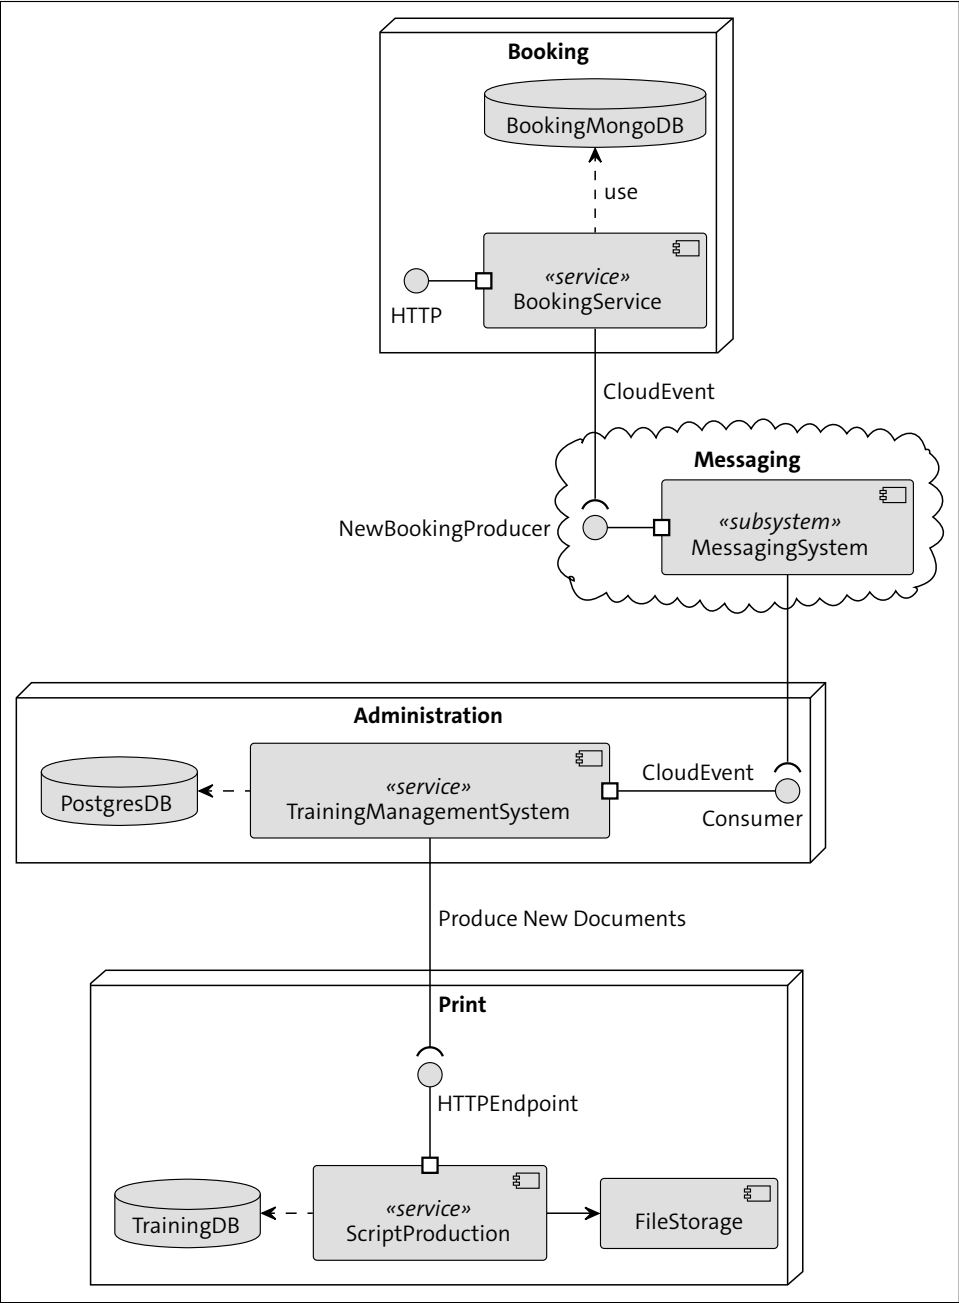 Booking
BookingMongoDB
use
«service»
BookingService
HTTP
CloudEvent
Messaging
«subsystem»
MessagingSystem
NewBookingProducer
Administration
PostgresDB
«service»
TrainingManagementSystem
CloudEvent
Consumer
Produce New Documents
Print
HTTPEndpoint
TrainingDB
«service»
ScriptProduction
FileStorage